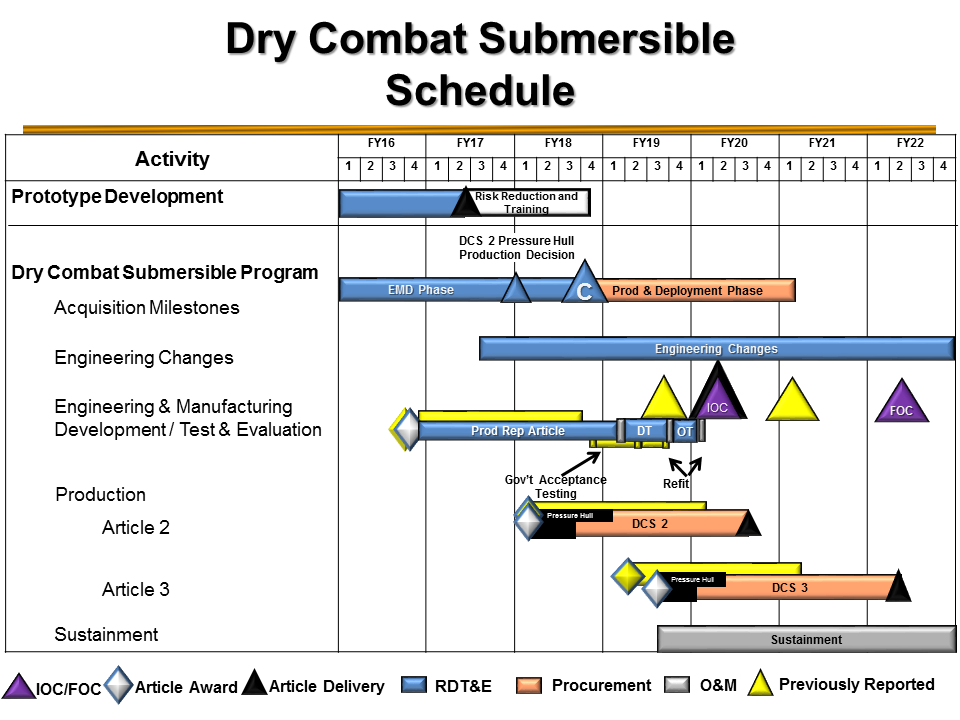 Dry Combat Submersible
Schedule
Activity
FY16 FY17 FY18 FY19 FY20 FY21 FY22
1 2 3 4 1 2 3 4 1 2 3 4 1 2 3 4 1 2 3 4 1 2 3 4 1 2 3 4
Prototype Development
Risk Reduction and
Training
DCS 2 Pressure Hull
Production Decision
Dry Combat Submersible Program
EMD Phase
C
Prod & Deployment Phase
Acquisition Milestones
Engineering Changes
Engineering Changes
IOC
FOC
Engineering & Manufacturing
Development / Test & Evaluation
Prod Rep Article
DT
OT
Gov't Acceptance
Testing
Refit
Production
Article 2
Pressure Hull
DCS 2
Article 3
Pressure Hull
DCS 3
Sustainment
Sustainment
IOC/FOC
Article Award
Article Delivery
RDT&E
Procurement
O&M
Previously Reported